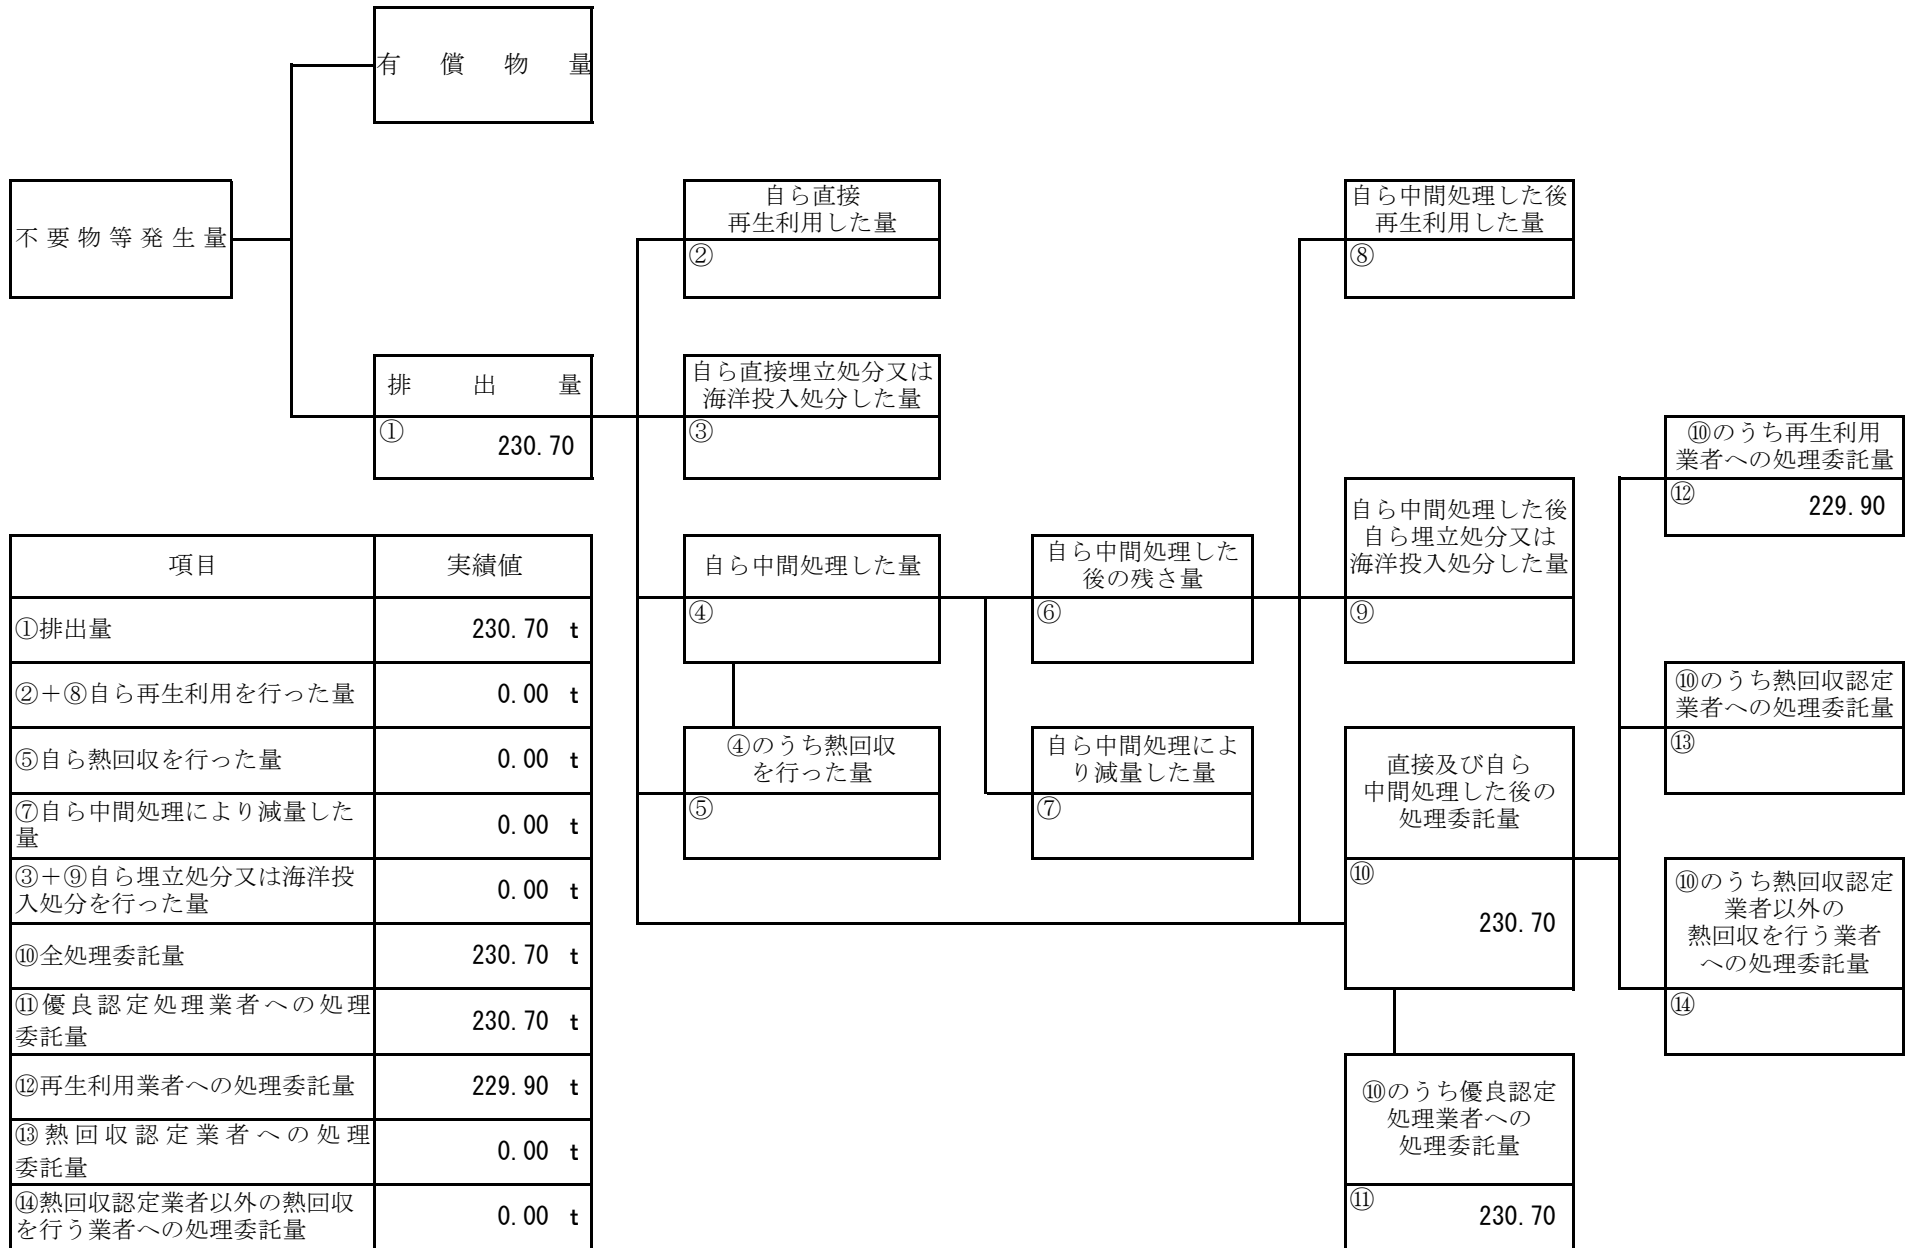 有償物量
不要物等発生量
排出量
①
230.70
自ら直接
再生利用した量
②
自ら直接埋立処分又は
海洋投入処分した量
③
自ら中間処理した量
④
④のうち熱回収
を行った量
⑤
自ら中間処理した
後の残さ量
⑥
自ら中間処理によ
り減量した量
⑦
自ら中間処理した後
再生利用した量
⑧
自ら中間処理した後
自ら埋立処分又は
海洋投入処分した量
⑨
直接及び自ら
中間処理した後の
処理委託量
⑩
230.70
⑩のうち優良認定
処理業者への
処理委託量
⑪
230.70
⑩のうち再生利用
業者への処理委託量
⑫
229.90
⑩のうち熱回収認定
業者への処理委託量
⑬
⑩のうち熱回収認定
業者以外の
熱回収を行う業者
への処理委託量
⑭
項目 実績値
①排出量 230.70 t
②＋⑧自ら再生利用を行った量 0.00 t
⑤自ら熱回収を行った量 0.00 t
⑦自ら中間処理により減量した
量 0.00 t
③＋⑨自ら埋立処分又は海洋投
入処分を行った量 0.00 t
⑩全処理委託量 230.70 t
⑪優良認定処理業者への処理
委託量 230.70 t
⑫再生利用業者への処理委託量 229.90 t
⑬熱回収認定業者への処理
委託量 0.00 t
⑭熱回収認定業者以外の熱回収
を行う業者への処理委託量 0.00 t